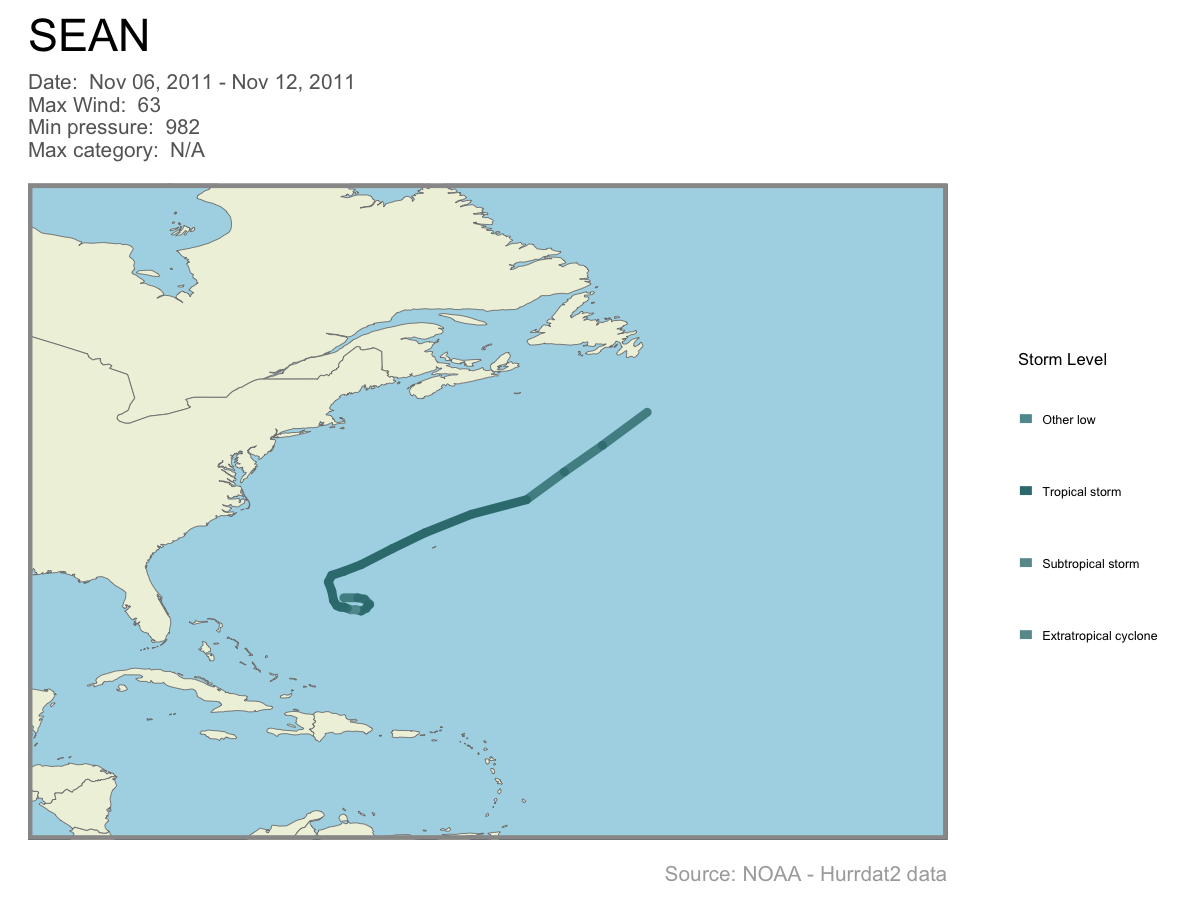 SEAN
Date:  Nov 06, 2011 - Nov 12, 2011
Max Wind:  63
Min pressure:  982
Max category:  N/A
Storm Level
Other low
Tropical storm
Subtropical storm
Extratropical cyclone
Source: NOAA - Hurrdat2 data